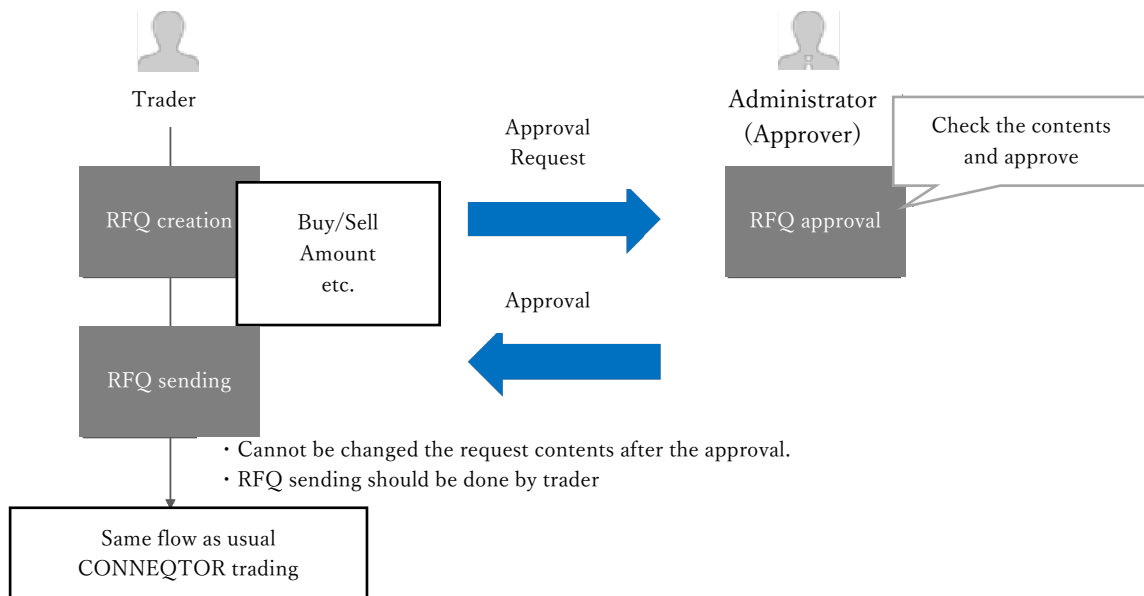 Trader
Administrator
(Approver)
Check the contents
and approve
Approval
Request
RFQ creation
Buy/Sell
Amount
etc.
RFQ approval
Approval
RFQ sending
・Cannot be changed the request contents after the approval.
・RFQ sending should be done by trader
Same flow as usual
CONNEQTOR trading